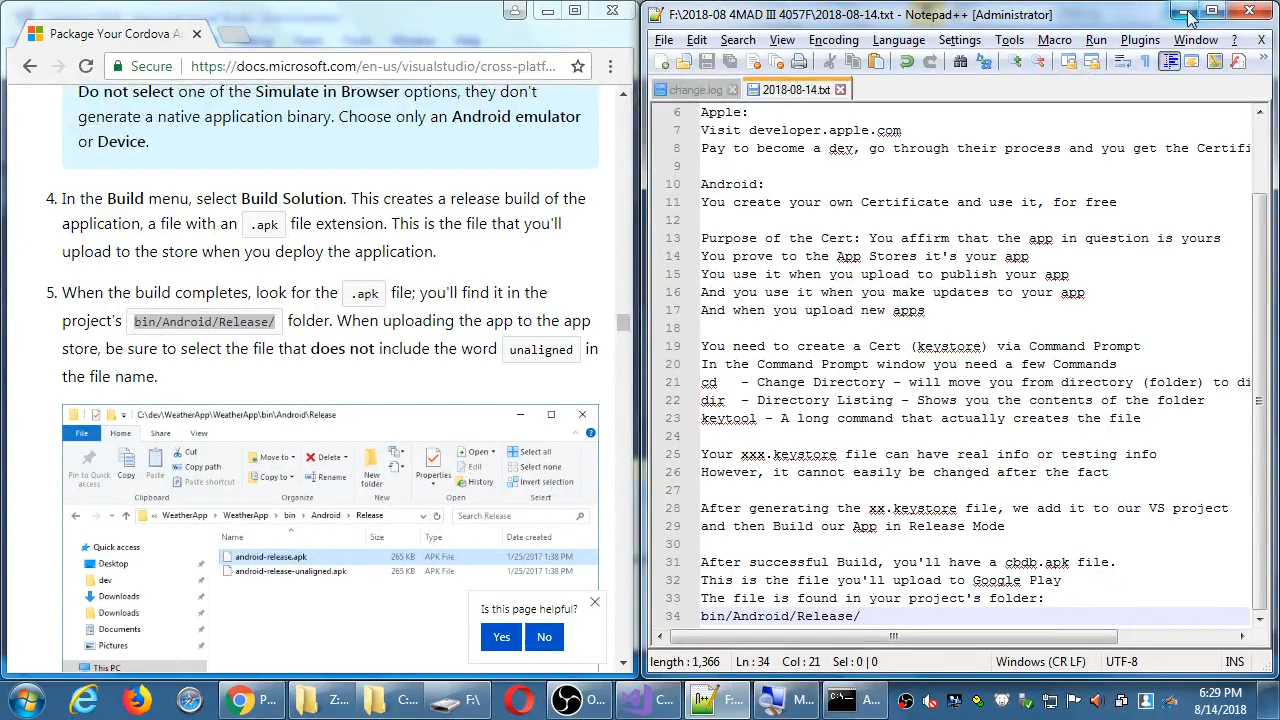 Package Your Cordova A
Secure https://docs.microsoft.com/en-us/visualstudio/cross-platf...
Do not select one of the Simulate in Browser options, they don't
generate a native application binary. Choose only an Android emulator
or Device.
4. In the Build menu, select Build Solution. This creates a release build of the
application, a file with an .apk file extension. This is the file that you'll
upload to the store when you deploy the application.
5. When the build completes, look for the .apk file; you'll find it in the
project's bin/Android/Release/ folder. When uploading the app to the app
store, be sure to select the file that does not include the word unaligned in
the file name.
C:\dev\WeatherApp\WeatherApp\bin\Android\Release
File Home Share View
Pin to Quick access
Copy
Paste
Cut
Copy path
Paste shortcut
Move to
Copy to
Delete
Rename
New folder
Properties
Open
Edit
History
Select all
Select none
Invert selection
Clipboard Organize New Open Select
« WeatherApp › WeatherApp › bin › Android › Release
Search Release
Name Size Type Date created
android-release.apk 265 KB APK File 1/25/2017 1:38 PM
android-release-unaligned.apk 265 KB APK File 1/25/2017 1:38 PM
Quick access
Desktop
dev
Downloads
Downloads
Documents
Pictures
This PC
Is this page helpful?
Yes No
F:\2018-08 4MAD III 4057F\2018-08-14.txt - Notepad++ [Administrator]
File Edit Search View Encoding Language Settings Tools Macro Run Plugins Window ? X
change.log 2018-08-14.txt
6 Apple:
7 Visit developer.apple.com
8 Pay to become a dev, go through their process and you get the Certifi
9
10 Android:
11 You create your own Certificate and use it, for free
12
13 Purpose of the Cert: You affirm that the app in question is yours
14 You prove to the App Stores it's your app
15 You use it when you upload to publish your app
16 And you use it when you make updates to your app
17 And when you upload new apps
18
19 You need to create a Cert (keystore) via Command Prompt
20 In the Command Prompt window you need a few Commands
21 cd - Change Directory - will move you from directory (folder) to di
22 dir - Directory Listing - Shows you the contents of the folder
23 keytool - A long command that actually creates the file
24
25 Your xxx.keystore file can have real info or testing info
26 However, it cannot easily be changed after the fact
27
28 After generating the xx.keystore file, we add it to our VS project
29 and then Build our App in Release Mode
30
31 After successful Build, you'll have a cbdb.apk file.
32 This is the file you'll upload to Google Play
33 The file is found in your project's folder:
34 bin/Android/Release/
length : 1,366 Ln : 34 Col : 21 Sel : 0 | 0 Windows (CR LF) UTF-8 INS
P... Z... C... F:\ O... C... F:... M... A...
6:29 PM
8/14/2018